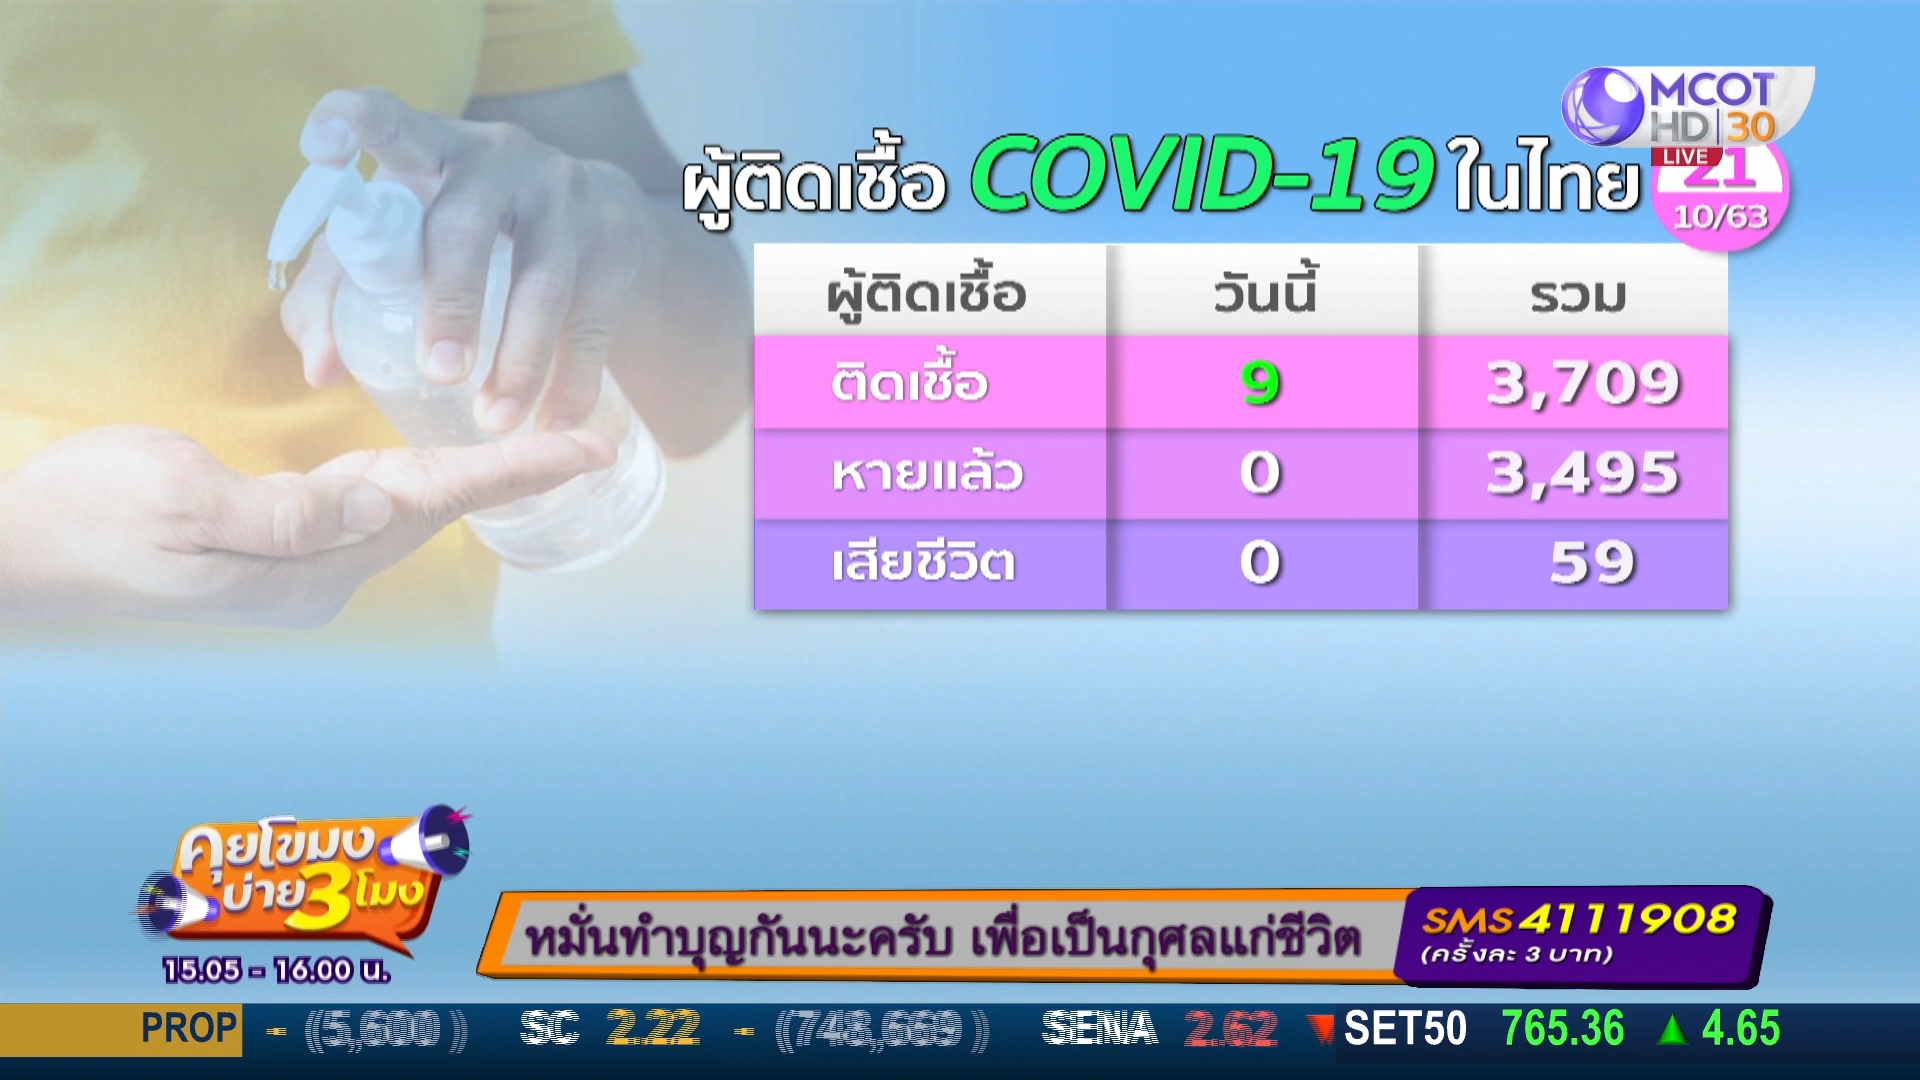 MCOT
HD 30
LIVE
ผู้ติดเชื้อ COVID-19 ในไทย
21
10/63
ผู้ติดเชื้อ วันนี้ รวม
ติดเชื้อ 9 3,709
หายแล้ว 0 3,495
เสียชีวิต 0 59
คุยโขมง
บ่าย 3 โมง
15.05 - 16.00 น.
หมั่นทำบุญกันนะครับ เพื่อเป็นกุศลแก่ชีวิต
SMS 4111908
(ครั้งละ 3 บาท)
PROP - (5,600) SC 2.22 - (748,669) SENA 2.62 ▼ SET50 765.36 ▲ 4.65